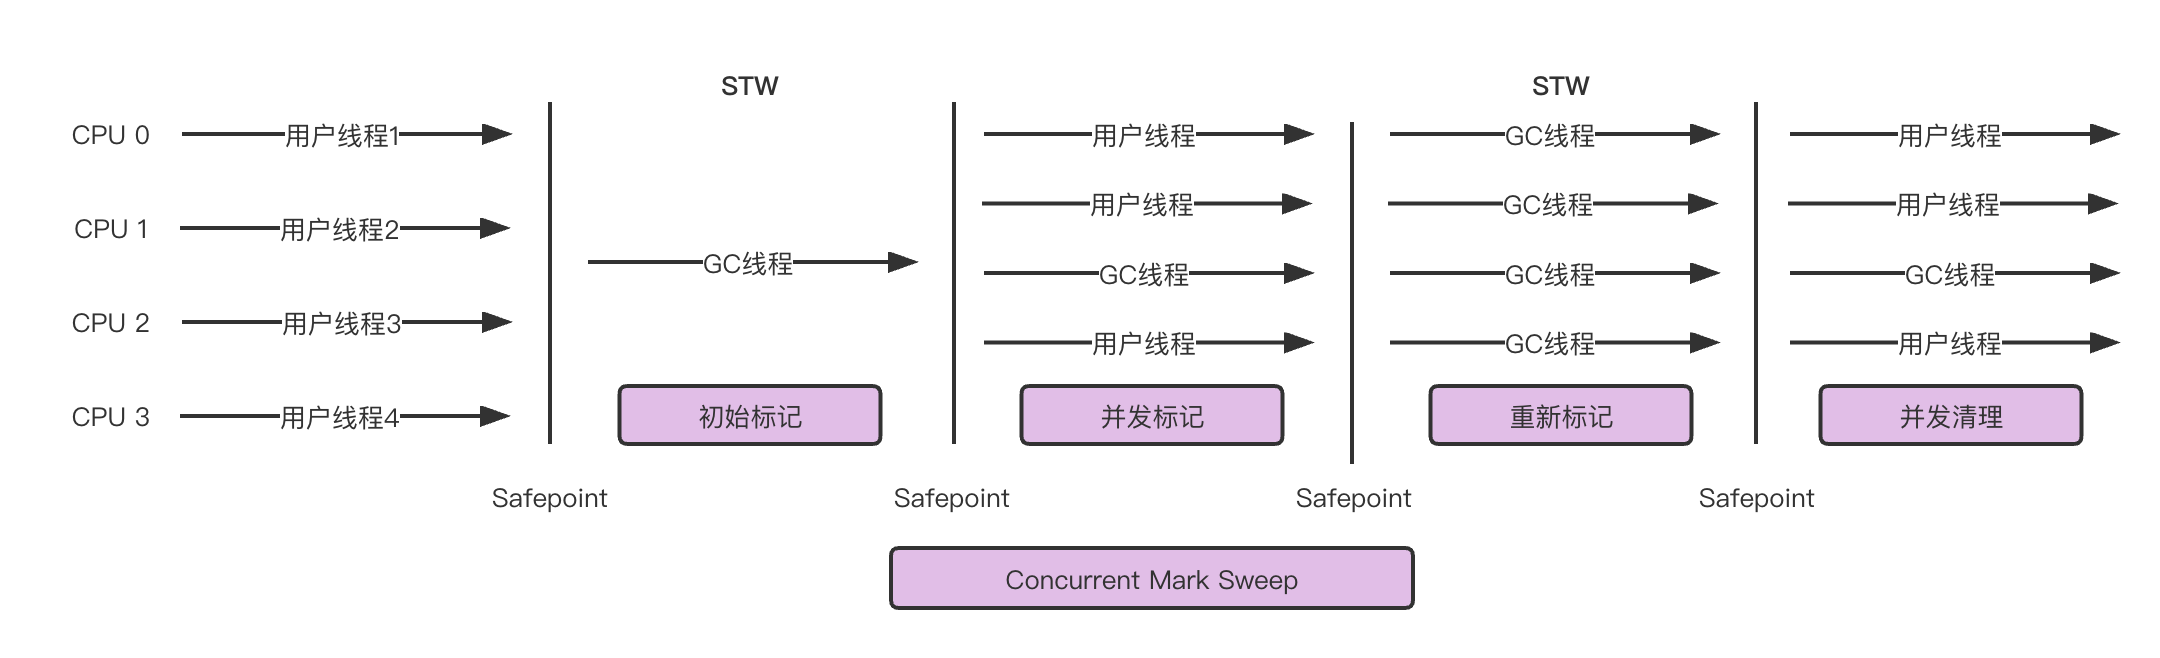 STW
STW
CPU 0
用户线程1
用户线程
GC线程
用户线程
用户线程
GC线程
用户线程
CPU 1
用户线程2
GC线程
GC线程
GC线程
GC线程
CPU 2
用户线程3
用户线程
GC线程
用户线程
CPU 3
用户线程4
初始标记
并发标记
重新标记
并发清理
Safepoint
Safepoint
Safepoint
Safepoint
Concurrent Mark Sweep